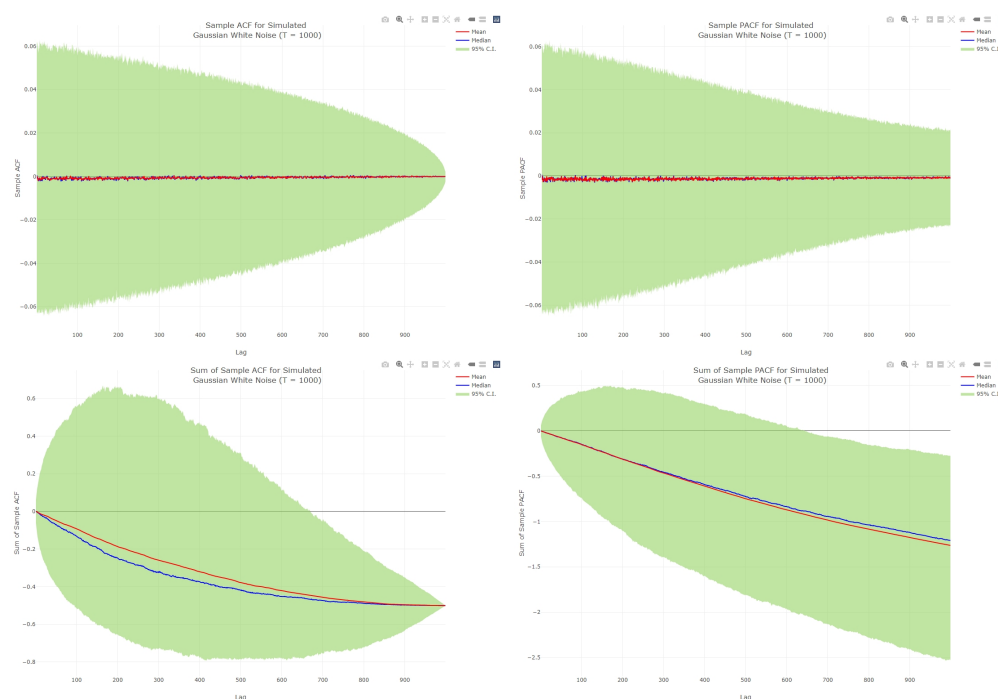 Sample ACF for Simulated
Gaussian White Noise (T = 1000)
Mean
Median
95% C.I.
0.06
0.04
0.02
0
−0.02
−0.04
−0.06
Sample ACF
100 200 300 400 500 600 700 800 900
Lag
Sample PACF for Simulated
Gaussian White Noise (T = 1000)
Mean
Median
95% C.I.
0.06
0.04
0.02
0
−0.02
−0.04
−0.06
Sample PACF
100 200 300 400 500 600 700 800 900
Lag
Sum of Sample ACF for Simulated
Gaussian White Noise (T = 1000)
Mean
Median
95% C.I.
0.6
0.4
0.2
0
−0.2
−0.4
−0.6
−0.8
Sum of Sample ACF
100 200 300 400 500 600 700 800 900
Lag
Sum of Sample PACF for Simulated
Gaussian White Noise (T = 1000)
Mean
Median
95% C.I.
0.5
0
−0.5
−1
−1.5
−2
−2.5
Sum of Sample PACF
100 200 300 400 500 600 700 800 900
Lag